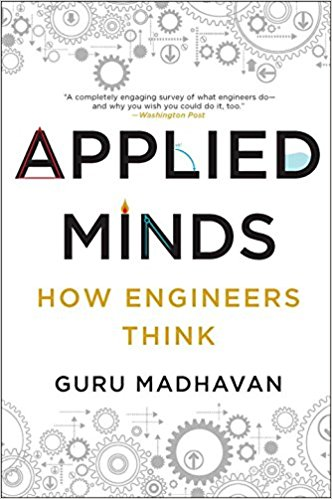 "A completely engaging survey of what engineers do—
and why you wish you could do it, too."
—Washington Post
APPLIED
MINDS
HOW ENGINEERS
THINK
GURU MADHAVAN